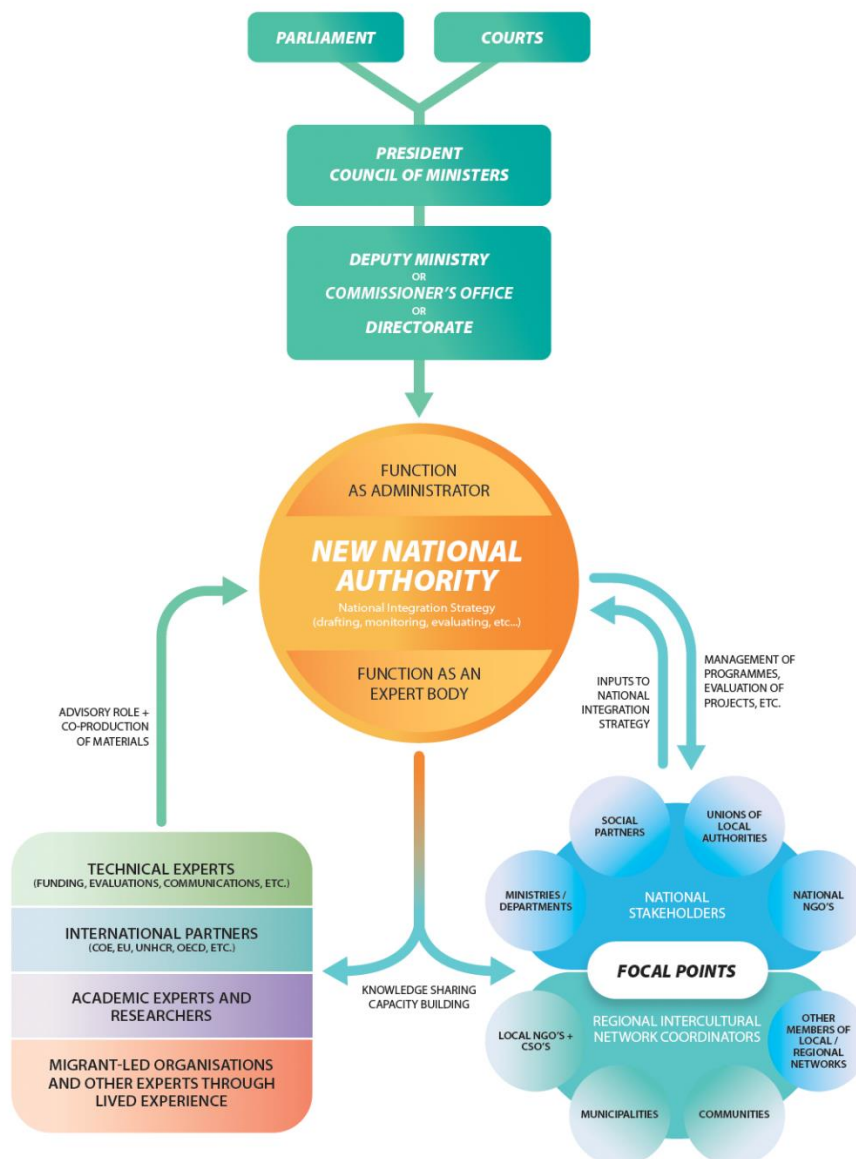 PARLIAMENT
COURTS
PRESIDENT
COUNCIL OF MINISTERS
DEPUTY MINISTRY
OR
COMMISSIONER'S OFFICE
OR
DIRECTORATE
FUNCTION
AS ADMINISTRATOR
NEW NATIONAL
AUTHORITY
National Integration Strategy
(drafting, monitoring, evaluating, etc...)
FUNCTION AS AN
EXPERT BODY
ADVISORY ROLE +
CO-PRODUCTION
OF MATERIALS
INPUTS TO
NATIONAL
INTEGRATION
STRATEGY
MANAGEMENT OF
PROGRAMMES,
EVALUATION OF
PROJECTS, ETC.
TECHNICAL EXPERTS
(FUNDING, EVALUATIONS, COMMUNICATIONS, ETC.)
INTERNATIONAL PARTNERS
(COE, EU, UNHCR, OECD, ETC.)
ACADEMIC EXPERTS AND
RESEARCHERS
MIGRANT-LED ORGANISATIONS
AND OTHER EXPERTS THROUGH
LIVED EXPERIENCE
KNOWLEDGE SHARING
CAPACITY BUILDING
SOCIAL
PARTNERS
UNIONS OF
LOCAL
AUTHORITIES
MINISTRIES /
DEPARTMENTS
NATIONAL
STAKEHOLDERS
NATIONAL
NGO'S
FOCAL POINTS
LOCAL NGO'S +
CSO'S
REGIONAL INTERCULTURAL
NETWORK COORDINATORS
OTHER
MEMBERS OF
LOCAL /
REGIONAL
NETWORKS
MUNICIPALITIES
COMMUNITIES